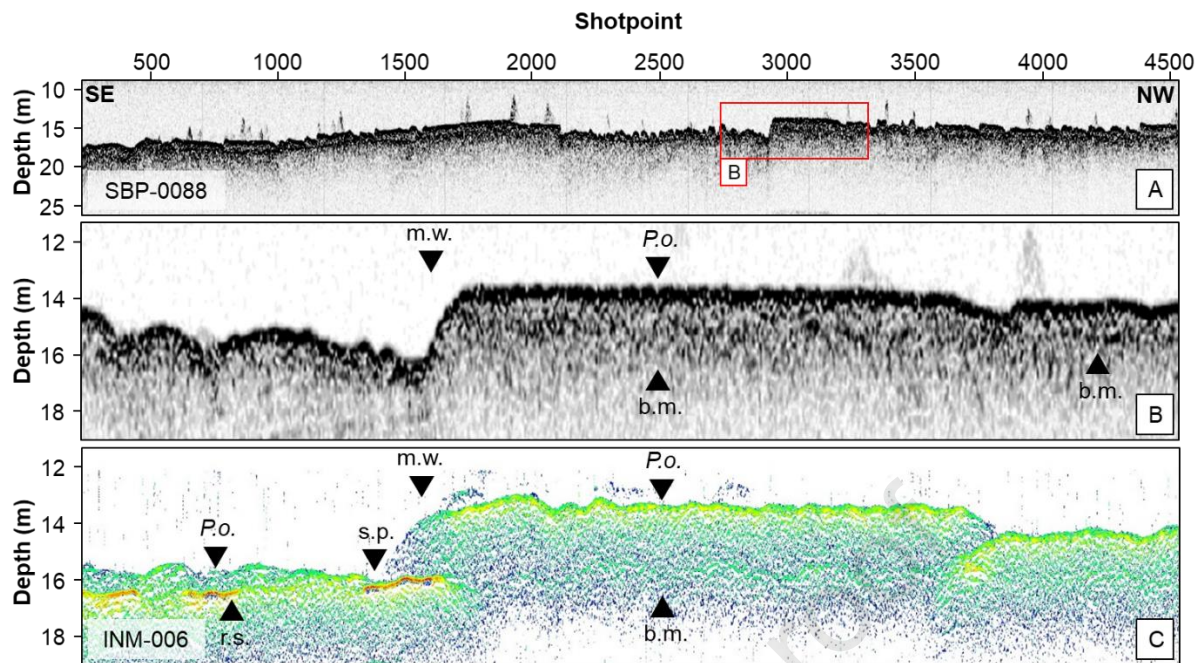 Shotpoint
500 1000 1500 2000 2500 3000 3500 4000 4500
Depth (m)
10
15
20
25
SE
NW
B
SBP-0088
A
Depth (m)
12
14
16
18
m.w.
P.o.
b.m.
b.m.
B
Depth (m)
12
14
16
18
m.w.
P.o.
P.o.
s.p.
r.s.
b.m.
INM-006
C